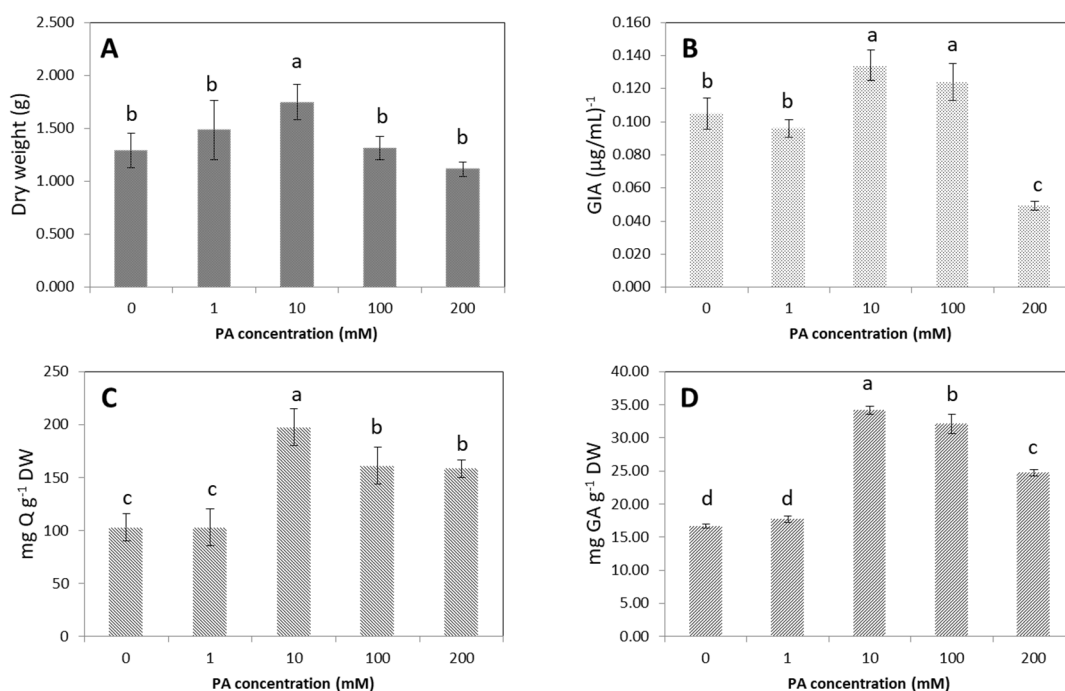 A
Dry weight (g)
2.500
2.000
1.500
1.000
0.500
0.000
b b a b b
0 1 10 100 200
PA concentration (mM)
B
GIA (µg/mL)-1
0.160
0.140
0.120
0.100
0.080
0.060
0.040
0.020
0.000
b b a a c
0 1 10 100 200
PA concentration (mM)
C
mg Q g-1 DW
250
200
150
100
50
0
c c a b b
0 1 10 100 200
PA concentration (mM)
D
mg GA g-1 DW
40.00
35.00
30.00
25.00
20.00
15.00
10.00
5.00
0.00
d d a b c
0 1 10 100 200
PA concentration (mM)